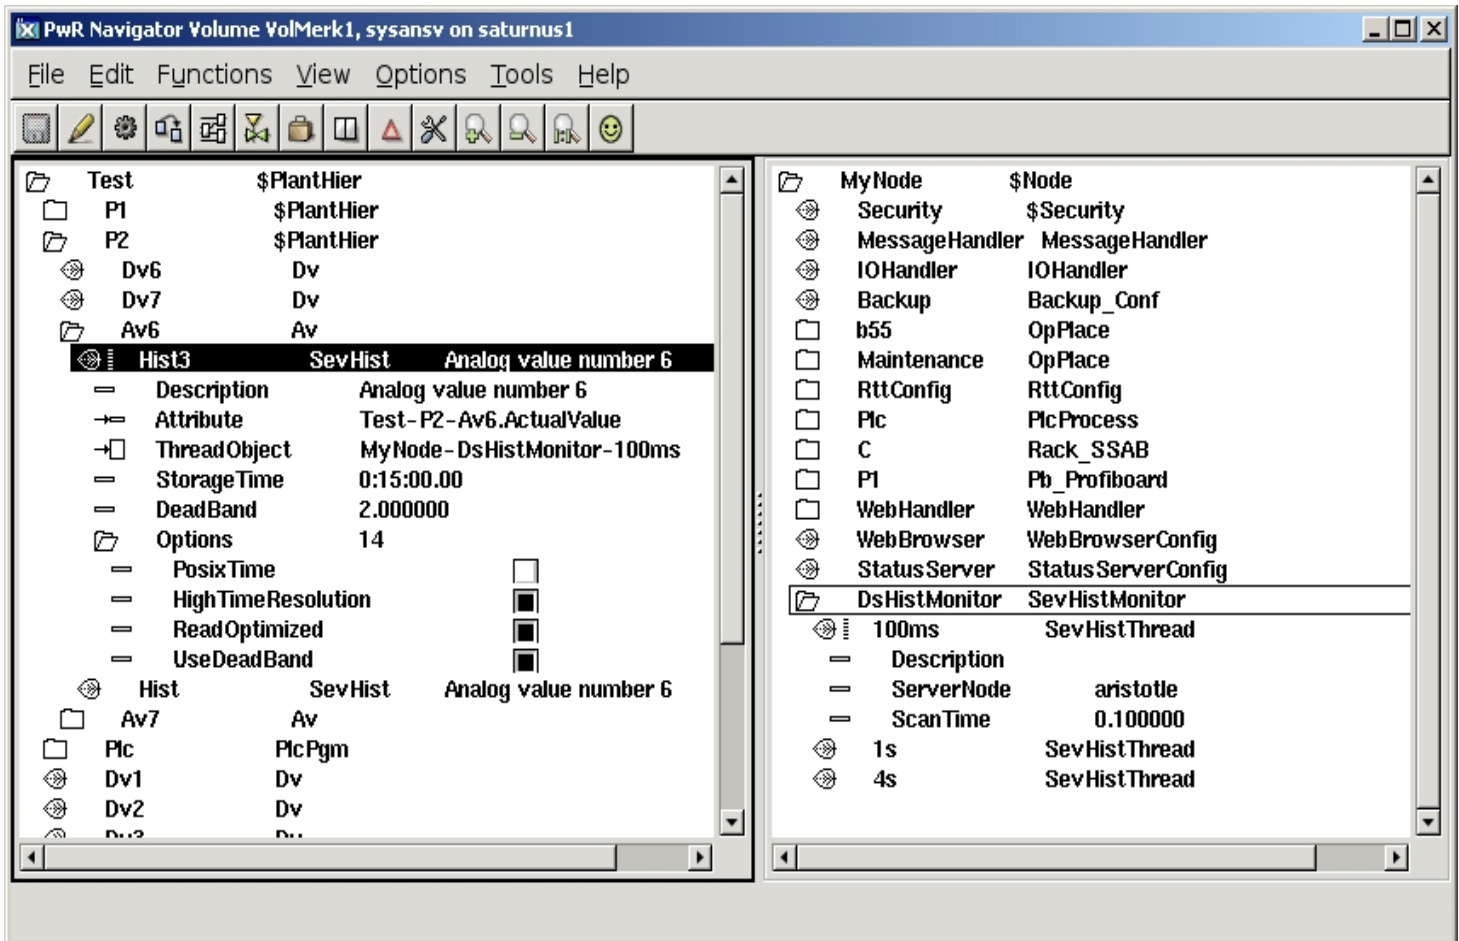 PwR Navigator Volume VolMerk1, sysansv on saturnus1
File Edit Functions View Options Tools Help
Test $PlantHier
P1 $PlantHier
P2 $PlantHier
Dv6 Dv
Dv7 Dv
Av6 Av
Hist3 SevHist Analog value number 6
Description Analog value number 6
Attribute Test-P2-Av6.ActualValue
ThreadObject MyNode-DsHistMonitor-100ms
StorageTime 0:15:00.00
DeadBand 2.000000
Options 14
PosixTime
HighTimeResolution
ReadOptimized
UseDeadBand
Hist SevHist Analog value number 6
Av7 Av
Plc PlcPgm
Dv1 Dv
Dv2 Dv
Dv3 Dv
MyNode $Node
Security $Security
MessageHandler MessageHandler
IOHandler IOHandler
Backup Backup_Conf
b55 OpPlace
Maintenance OpPlace
RttConfig RttConfig
Plc PlcProcess
C Rack_SSAB
P1 Pb_Profiboard
WebHandler WebHandler
WebBrowser WebBrowserConfig
StatusServer StatusServerConfig
DsHistMonitor SevHistMonitor
100ms SevHistThread
Description
ServerNode aristotle
ScanTime 0.100000
1s SevHistThread
4s SevHistThread